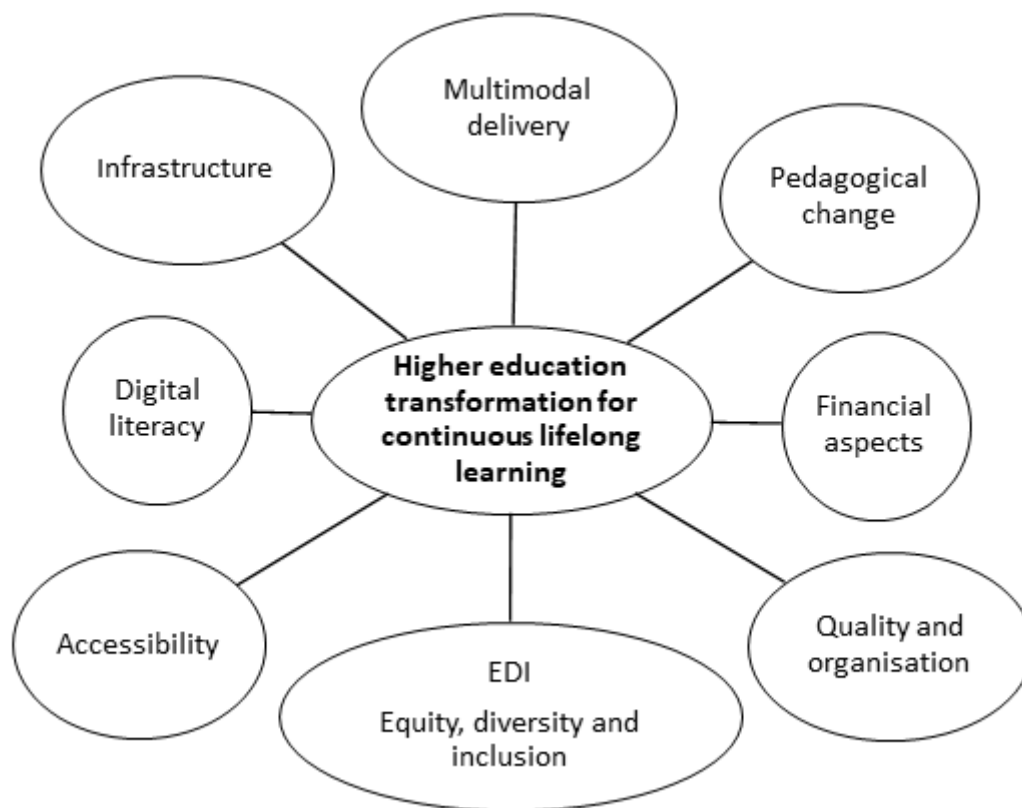 Multimodal
delivery
Infrastructure
Pedagogical
change
Higher education
transformation for
continuous lifelong
learning
Digital
literacy
Financial
aspects
Accessibility
EDI
Equity, diversity and
inclusion
Quality and
organisation